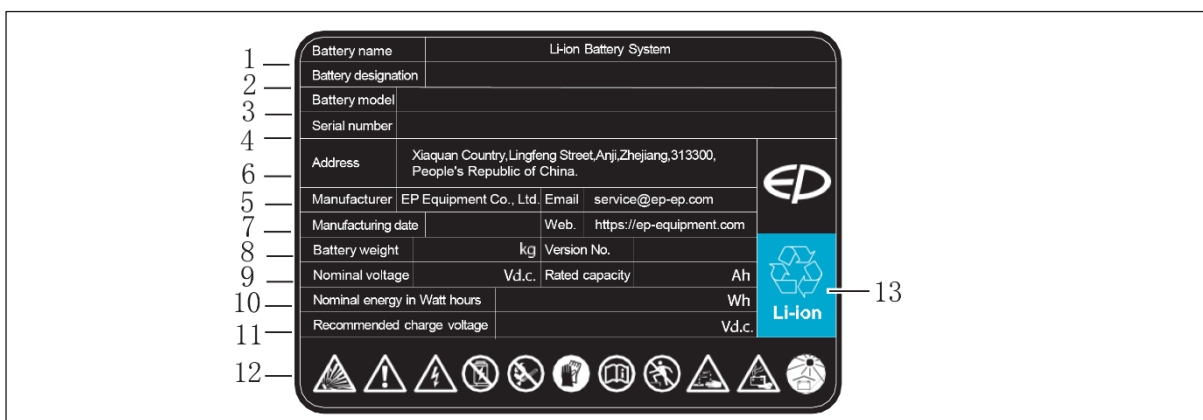 1 Battery name Li-ion Battery System
2 Battery designation
3 Battery model
4 Serial number
6 Address Xiaquan Country,Lingfeng Street,Anji,Zhejiang,313300,
People's Republic of China.
EP
5 Manufacturer EP Equipment Co., Ltd. Email service@ep-ep.com
7 Manufacturing date Web. https://ep-equipment.com
8 Battery weight kg Version No.
9 Nominal voltage Vd.c. Rated capacity Ah
10 Nominal energy in Watt hours Wh
Li-ion 13
11 Recommended charge voltage Vd.c.
12